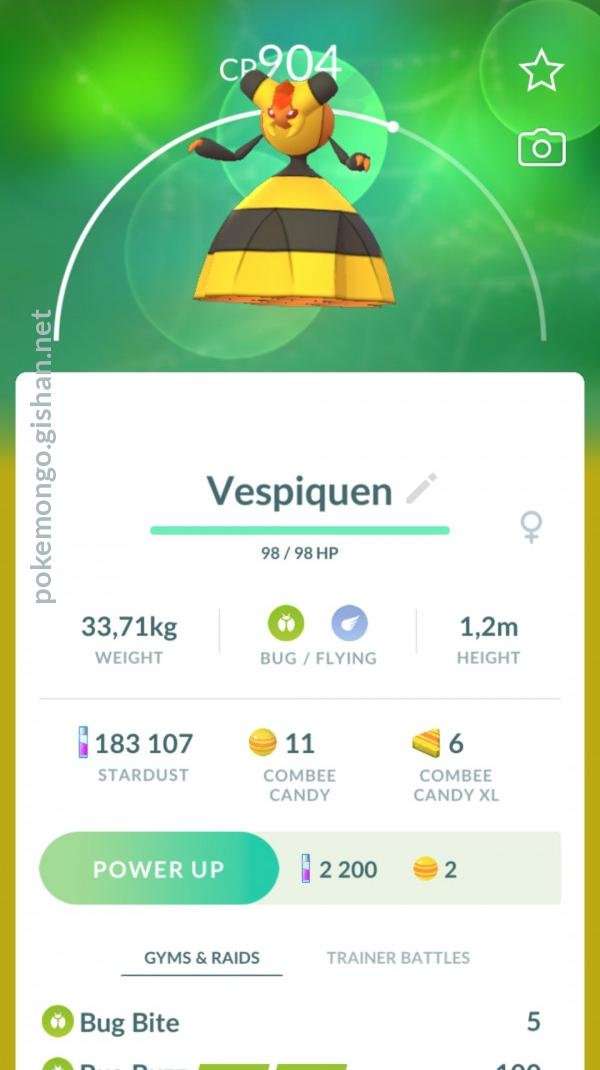 CP904
pokemongo.gishan.net
Vespiquen
98 / 98 HP
33,71kg
WEIGHT
BUG / FLYING
1,2m
HEIGHT
183 107
STARDUST
11
COMBEE
CANDY
6
COMBEE
CANDY XL
POWER UP
2 200
2
GYMS & RAIDS
TRAINER BATTLES
Bug Bite
5
Bug Buzz
100